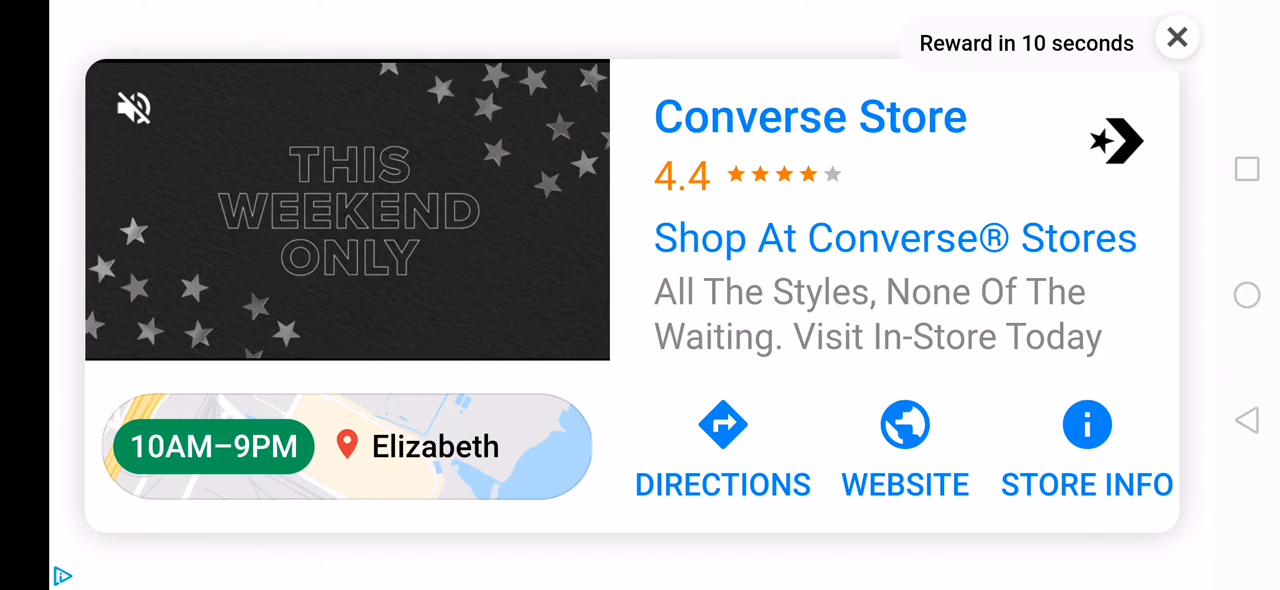 Reward in 10 seconds
THIS
WEEKEND
ONLY
Converse Store
4.4
Shop At Converse® Stores
All The Styles, None Of The
Waiting. Visit In-Store Today
10AM–9PM Elizabeth
DIRECTIONS WEBSITE STORE INFO